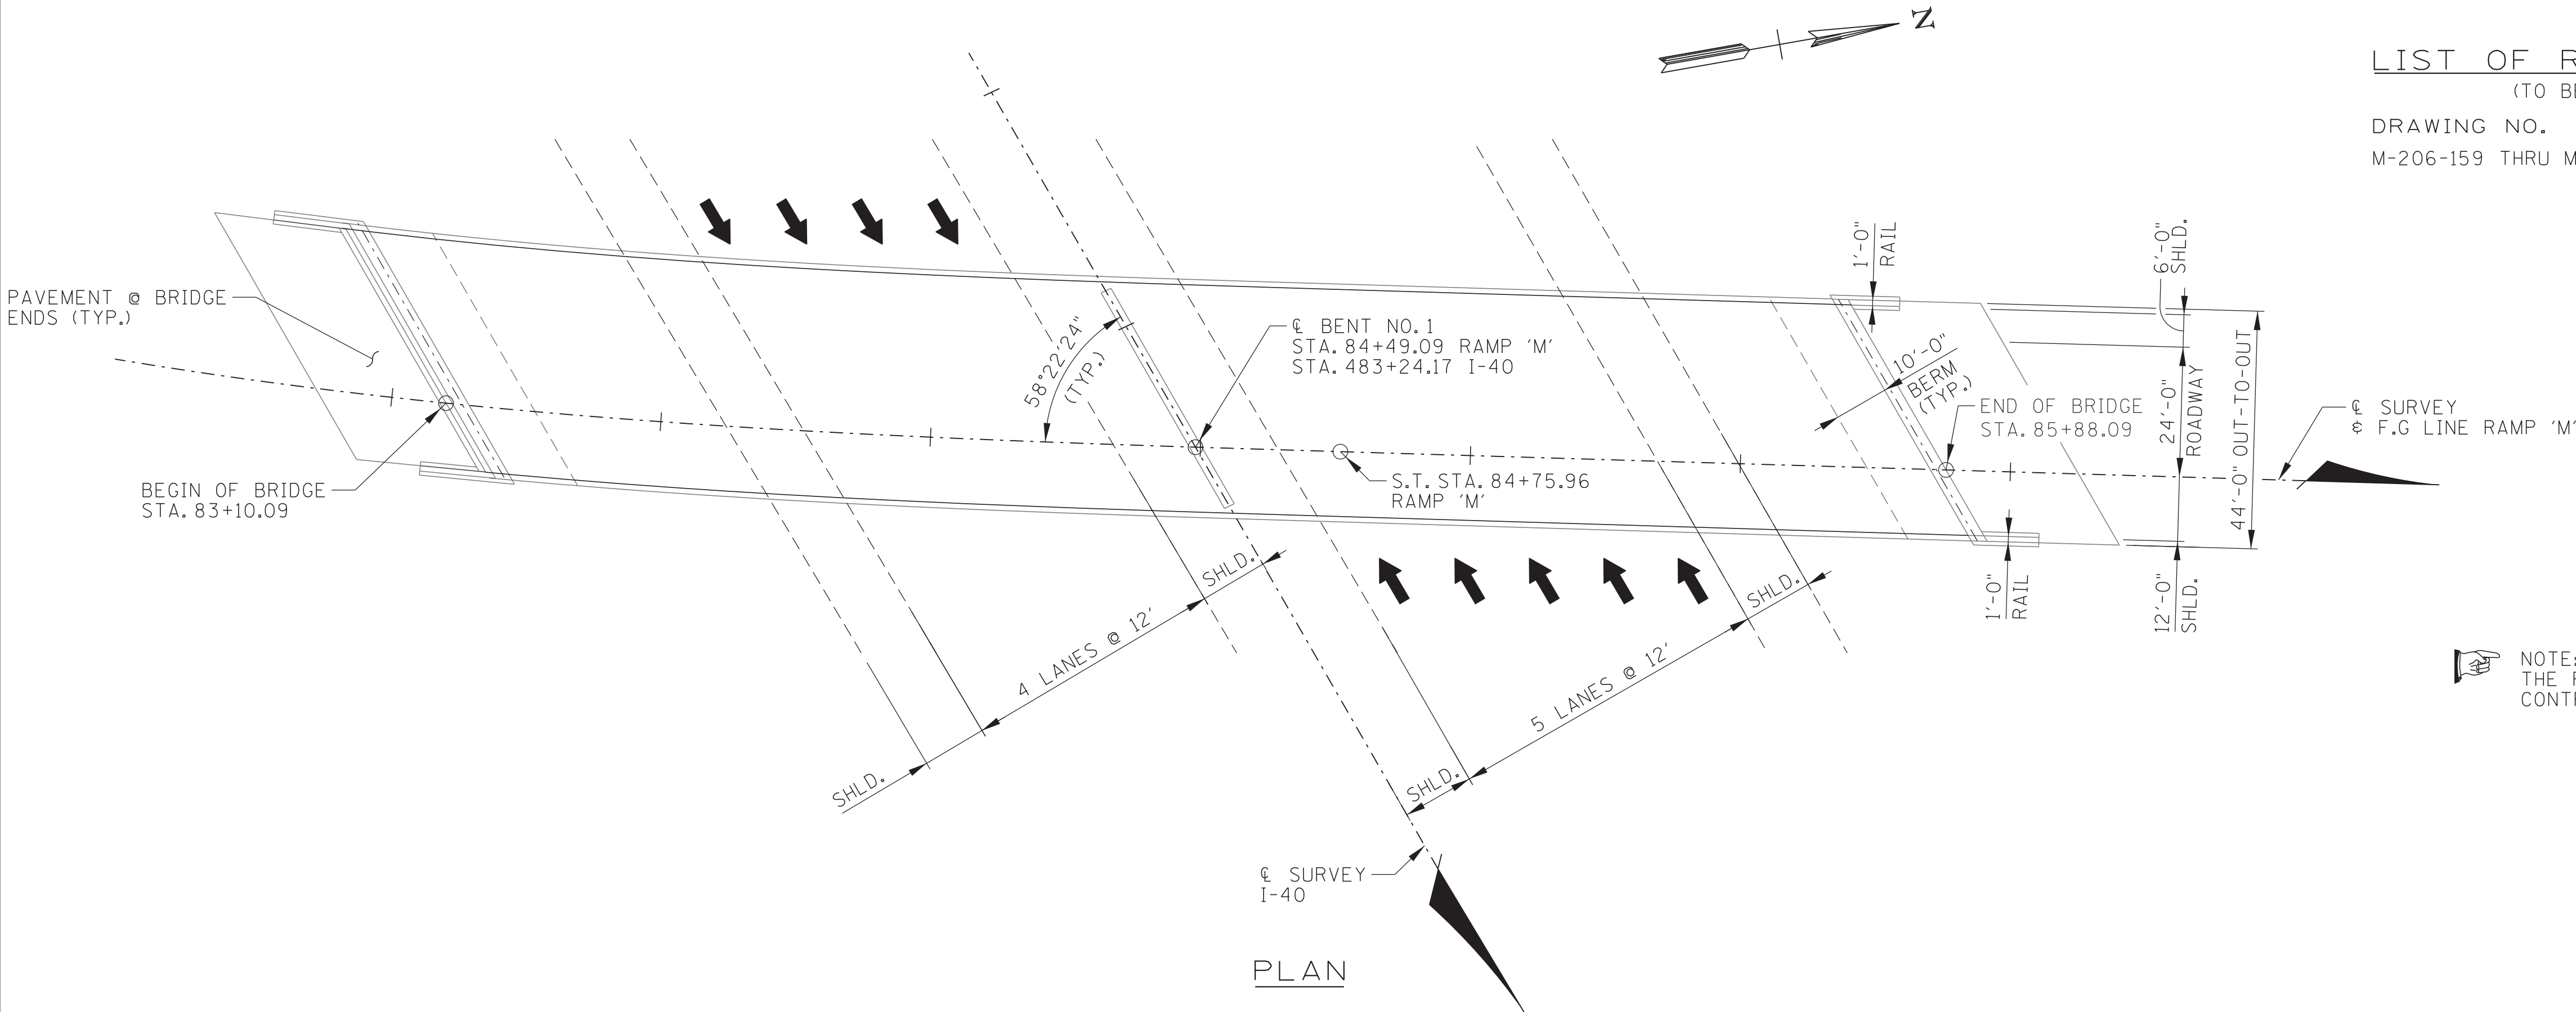 N
LIST OF R
(TO BE
DRAWING NO.
M-206-159 THRU M
1'-0"
RAIL
6'-0"
SHLD.
PAVEMENT @ BRIDGE
ENDS (TYP.)
58°22'24"
(TYP.)
℄ BENT NO. 1
STA. 84+49.09 RAMP 'M'
STA. 483+24.17 I-40
10'-0"
BERM
(TYP.)
END OF BRIDGE
STA. 85+88.09
24'-0"
ROADWAY
44'-0" OUT-TO-OUT
℄ SURVEY
& F.G LINE RAMP 'M'
BEGIN OF BRIDGE
STA. 83+10.09
S.T. STA. 84+75.96
RAMP 'M'
SHLD.
4 LANES @ 12'
SHLD.
SHLD.
5 LANES @ 12'
SHLD.
1'-0"
RAIL
12'-0"
SHLD.
NOTE:
THE
CONT
℄ SURVEY
I-40
PLAN